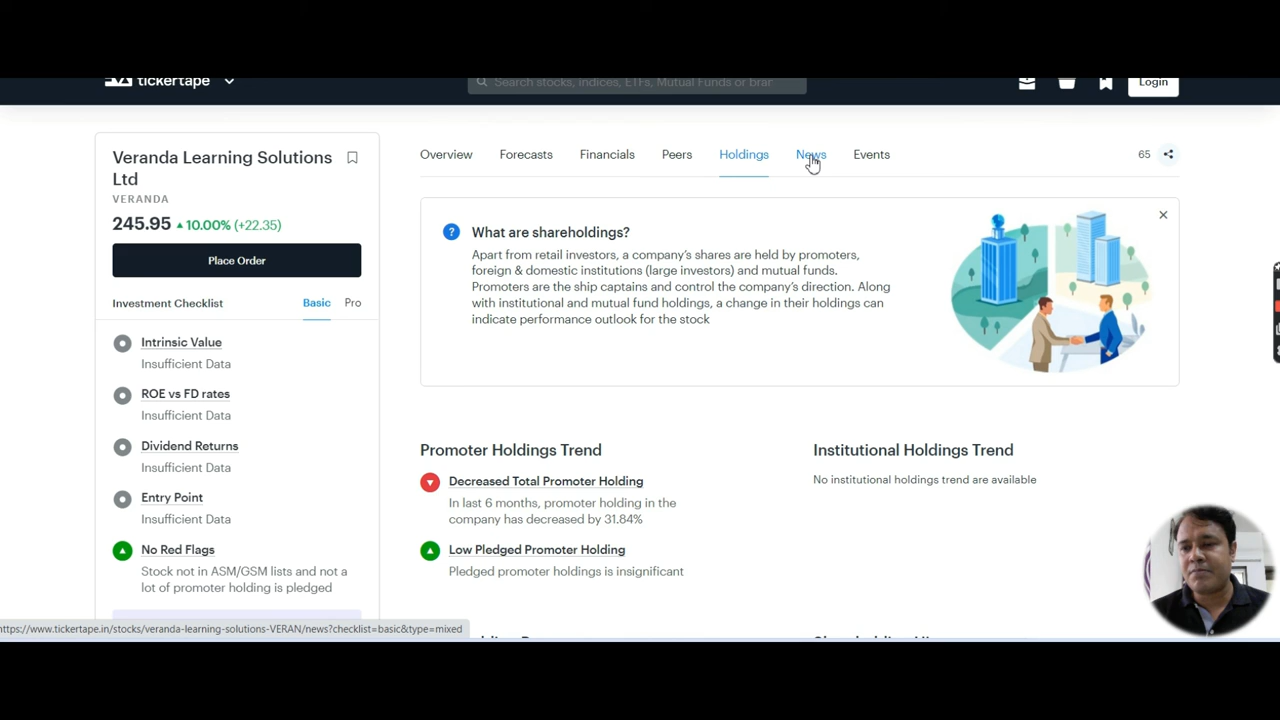 tickertape
Search stocks, indices, ETFs, Mutual Funds or brar
Login
Veranda Learning Solutions
Ltd
VERANDA
245.95 10.00% (+22.35)
Place Order
Investment Checklist Basic Pro
Intrinsic Value
Insufficient Data
ROE vs FD rates
Insufficient Data
Dividend Returns
Insufficient Data
Entry Point
Insufficient Data
No Red Flags
Stock not in ASM/GSM lists and not a
lot of promoter holding is pledged
Overview Forecasts Financials Peers Holdings News Events 65
? What are shareholdings?
Apart from retail investors, a company's shares are held by promoters,
foreign & domestic institutions (large investors) and mutual funds.
Promoters are the ship captains and control the company's direction. Along
with institutional and mutual fund holdings, a change in their holdings can
indicate performance outlook for the stock
Promoter Holdings Trend
Decreased Total Promoter Holding
In last 6 months, promoter holding in the
company has decreased by 31.84%
Low Pledged Promoter Holding
Pledged promoter holdings is insignificant
Institutional Holdings Trend
No institutional holdings trend are available
https://www.tickertape.in/stocks/veranda-learning-solutions-VERAN/news?checklist=basic&type=mixed